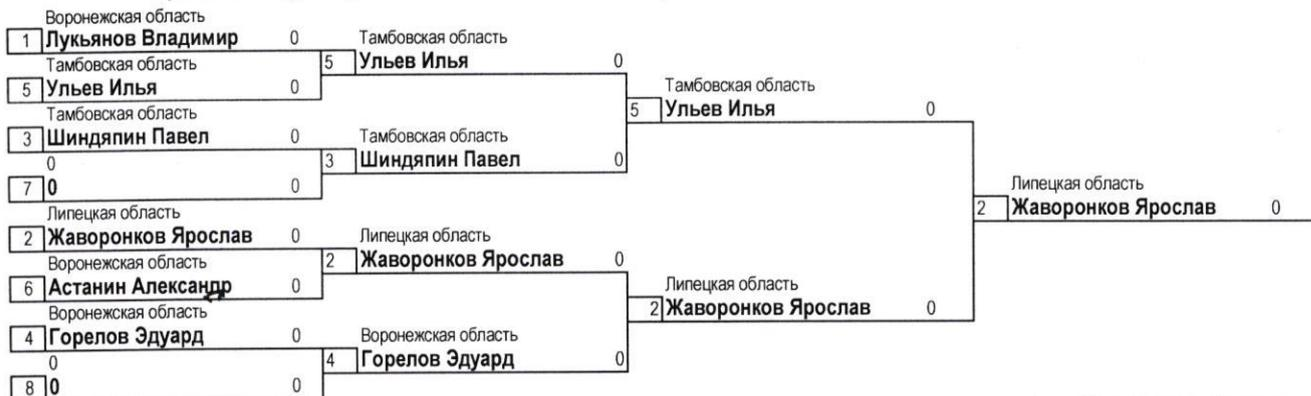 Воронежская область
1 Лукьянов Владимир 0
Тамбовская область
5 Ульев Илья 0
Тамбовская область
3 Шиндяпин Павел 0
0
7 0 0
Липецкая область
2 Жаворонков Ярослав 0
Воронежская область
6 Астанин Александр 0
Воронежская область
4 Горелов Эдуард 0
0
8 0 0
Тамбовская область
5 Ульев Илья 0
Тамбовская область
3 Шиндяпин Павел 0
Липецкая область
2 Жаворонков Ярослав 0
Воронежская область
4 Горелов Эдуард 0
Тамбовская область
5 Ульев Илья 0
Липецкая область
2 Жаворонков Ярослав 0
Липецкая область
2 Жаворонков Ярослав 0